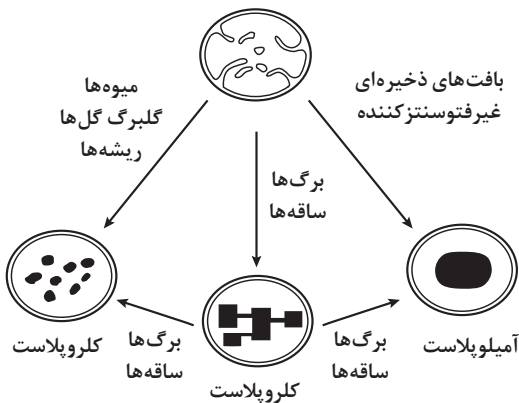 میوه‌ها
گلبرگ گل‌ها
ریشه‌ها
برگ‌ها
ساقه‌ها
بافت‌های ذخیره‌ای
غیرفتوسنتزکننده
کلروپلاست
برگ‌ها
ساقه‌ها
کلروپلاست
برگ‌ها
ساقه‌ها
آمیلوپلاست